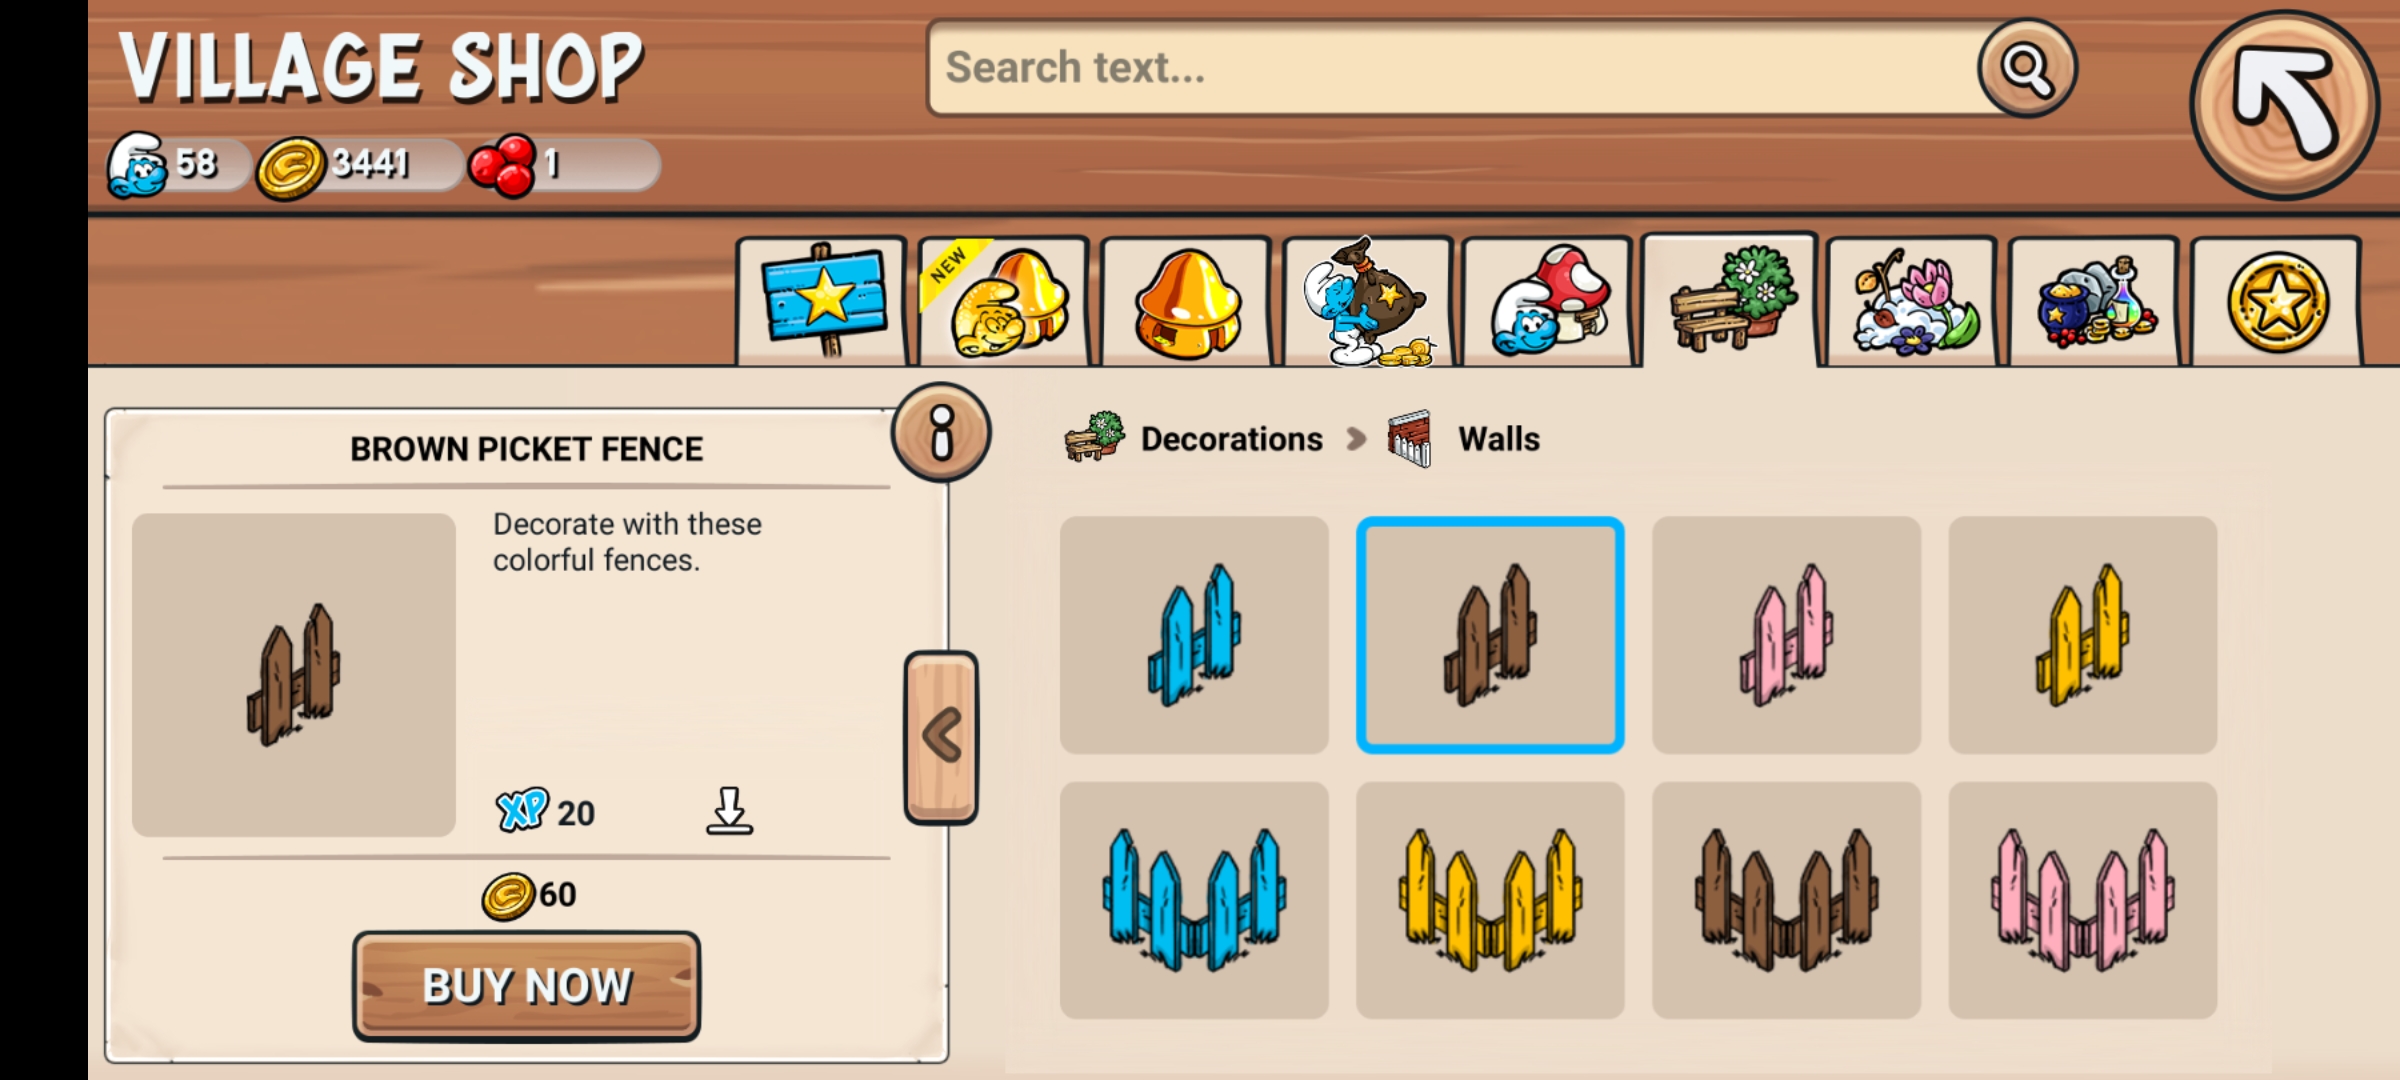 VILLAGE SHOP
Search text...
58
3441
1
NEW
BROWN PICKET FENCE
Decorate with these
colorful fences.
XP 20
60
BUY NOW
Decorations > Walls